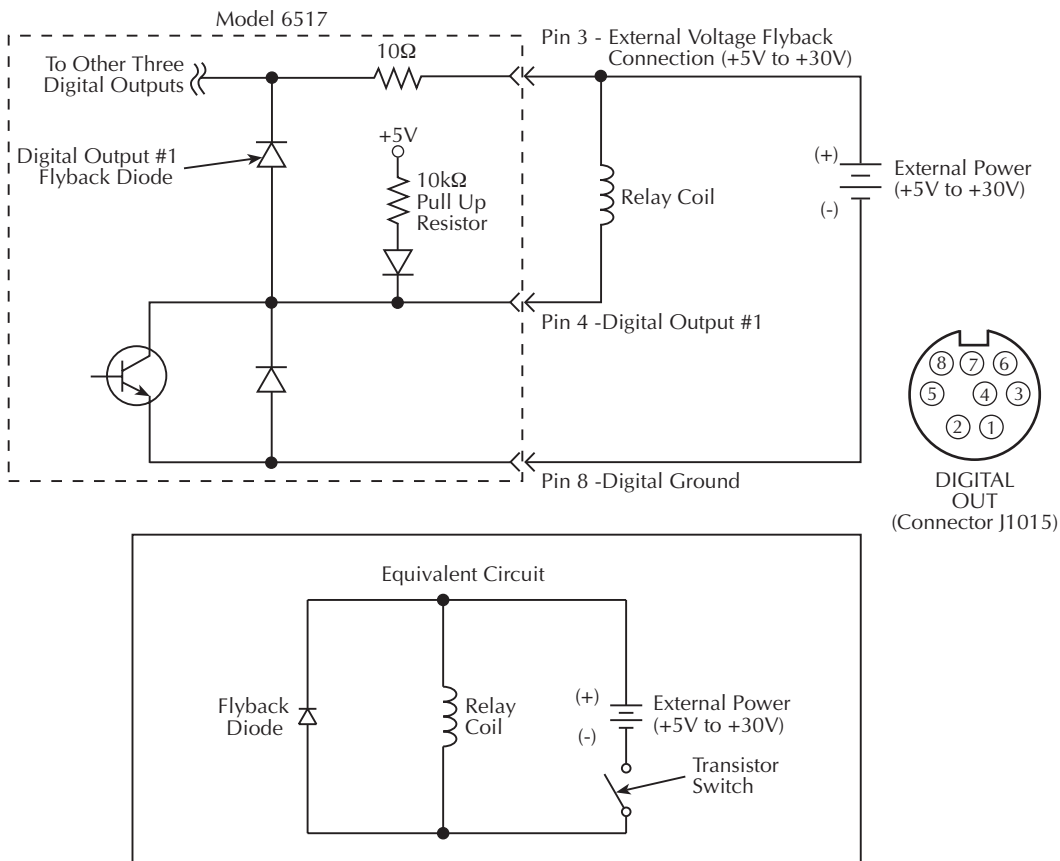 Model 6517
To Other Three
Digital Outputs
10Ω
Pin 3 - External Voltage Flyback
Connection (+5V to +30V)
Digital Output #1
Flyback Diode
+5V
10kΩ
Pull Up
Resistor
Relay Coil
(+)
(-)
External Power
(+5V to +30V)
Pin 4 -Digital Output #1
Pin 8 -Digital Ground
8 7 6
5 4 3
2 1
DIGITAL
OUT
(Connector J1015)
Equivalent Circuit
Flyback
Diode
Relay
Coil
(+)
(-)
External Power
(+5V to +30V)
Transistor
Switch